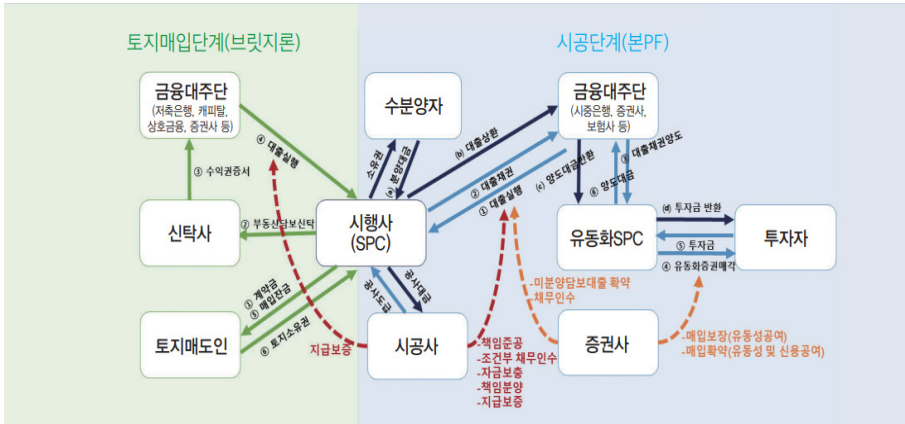 토지매입단계(브릿지론)
시공단계(본PF)
금융대주단
(저축은행, 캐피탈,
상호금융, 증권사 등)
④ 대출실행
③ 수익권증서
신탁사
② 부동산담보신탁
① 계약금
⑤ 매입잔금
⑥ 토지소유권
토지매도인
지급보증
수분양자
소유권
(a) 분양대금
시행사
(SPC)
공사대금
공사도급
시공사
(b) 대출상환
② 대출채권
① 대출실행
(c) 양도대금반환
금융대주단
(시중은행, 증권사,
보험사 등)
③ 대출채권양도
⑥ 양도대금
유동화SPC
(d) 투자금 반환
⑤ 투자금
④ 유동화증권매각
투자자
-미분양담보대출 확약
-채무인수
-책임준공
-조건부 채무인수
-자금보충
-책임분양
-지급보증
증권사
-매입보장(유동성공여)
-매입확약(유동성 및 신용공여)